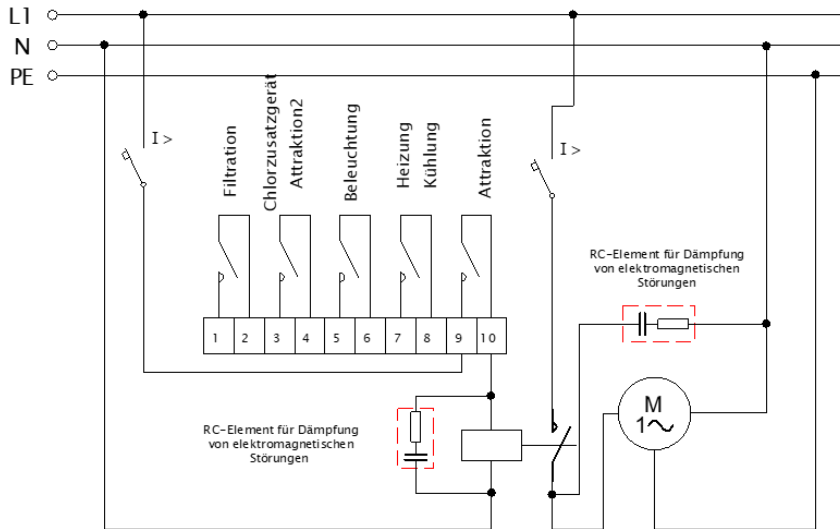 L1
N
PE
I >
I >
Filtration
Chlorzusatzgerät
Attraktion2
Beleuchtung
Heizung
Kühlung
Attraktion
RC-Element für Dämpfung
von elektromagnetischen
Störungen
1 2 3 4 5 6 7 8 9 10
RC-Element für Dämpfung
von elektromagnetischen
Störungen
M
1~